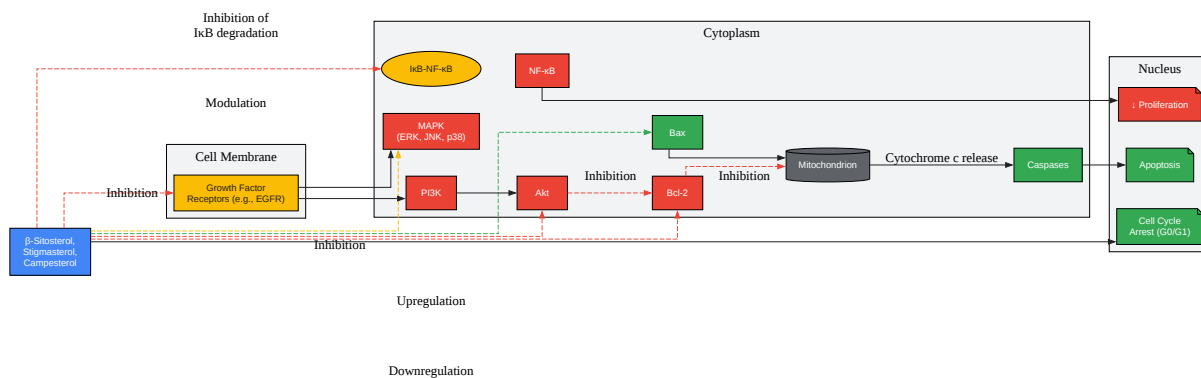 Inhibition of
IκB degradation
Cytoplasm
IκB-NF-κB
NF-κB
Nucleus
↓ Proliferation
Modulation
MAPK
(ERK, JNK, p38)
Bax
Cell Membrane
Mitochondrion
Cytochrome c release
Caspases
Apoptosis
Inhibition
Growth Factor
Receptors (e.g., EGFR)
PI3K
Akt
Inhibition
Bcl-2
Inhibition
Cell Cycle
Arrest (G0/G1)
β-Sitosterol,
Stigmasterol,
Campesterol
Inhibition
Upregulation
Downregulation